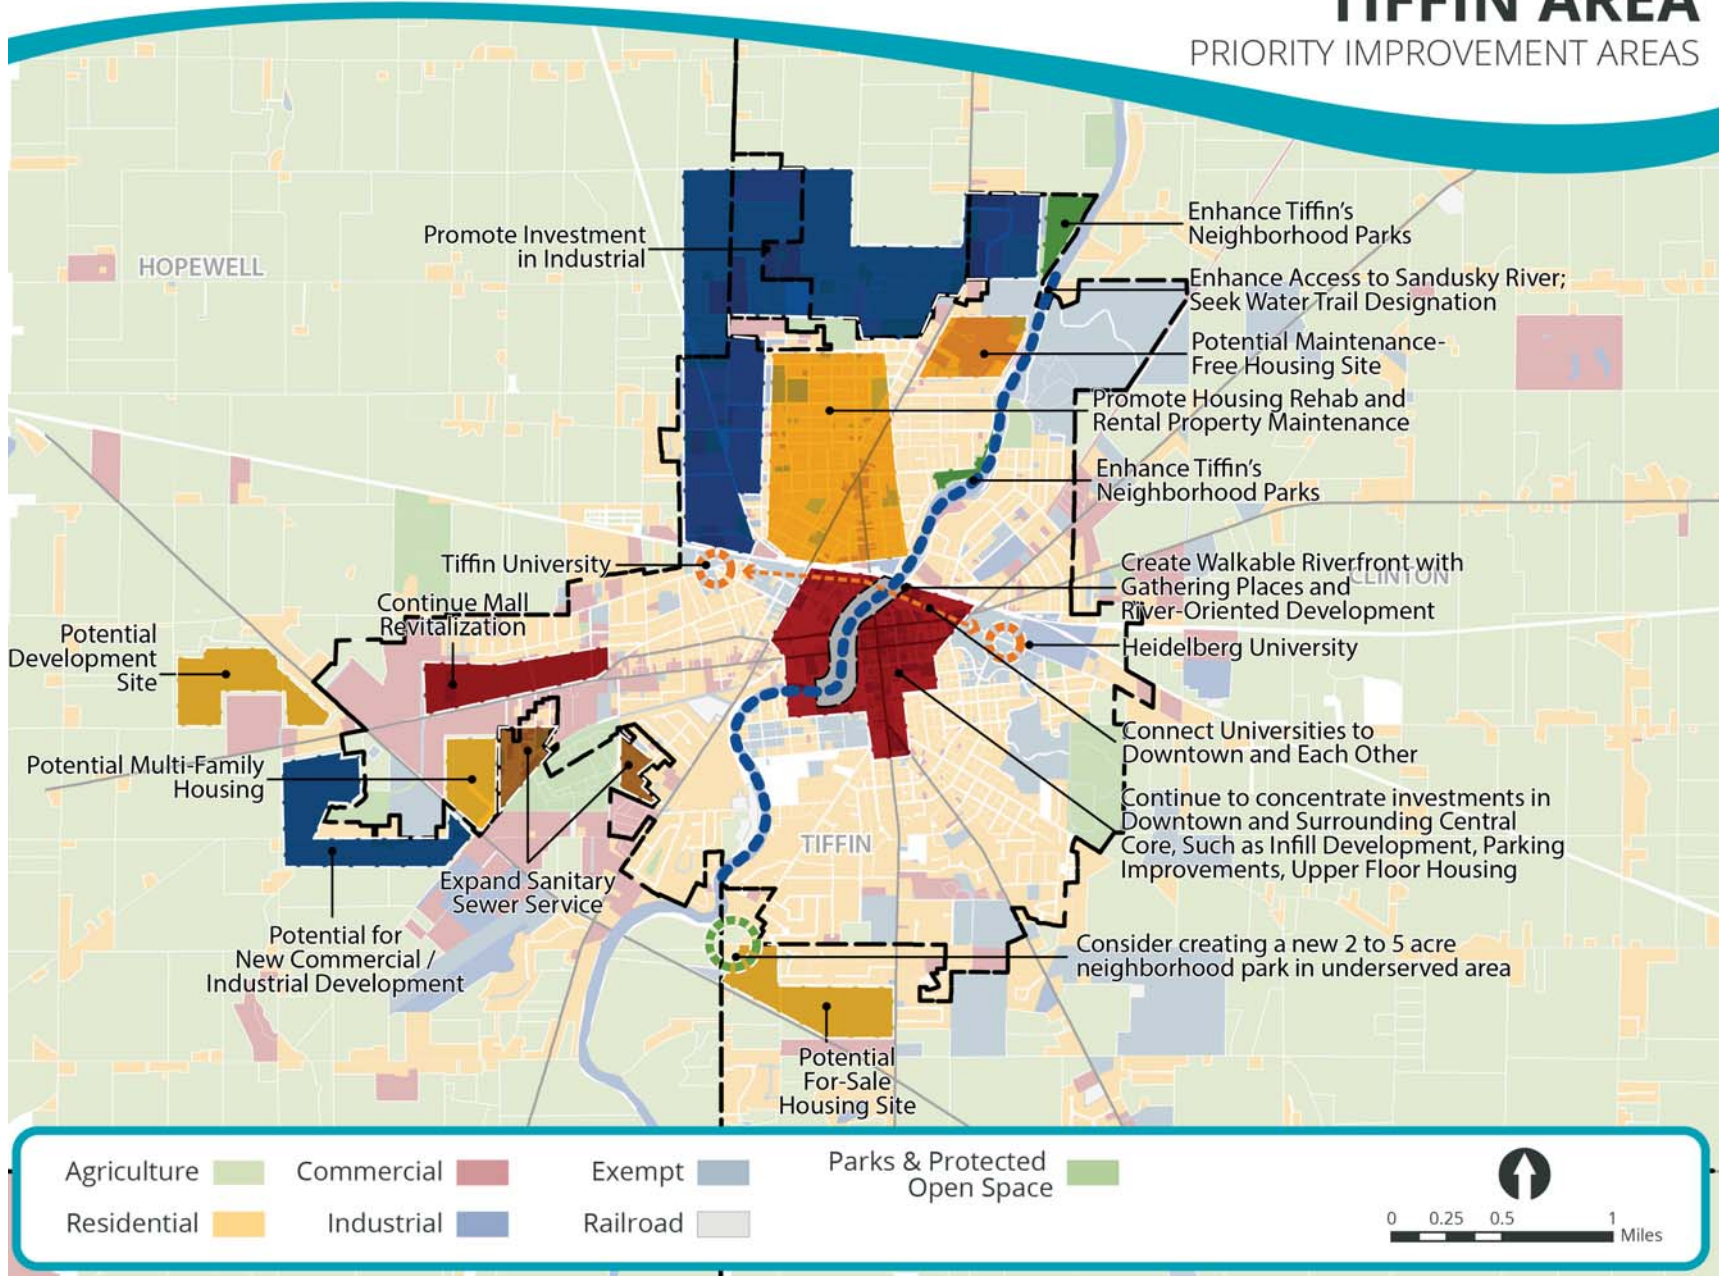 TIFFIN AREA
PRIORITY IMPROVEMENT AREAS
Promote Investment
in Industrial
HOPEWELL
Enhance Tiffin's
Neighborhood Parks
Enhance Access to Sandusky River;
Seek Water Trail Designation
Potential Maintenance-
Free Housing Site
Promote Housing Rehab and
Rental Property Maintenance
Enhance Tiffin's
Neighborhood Parks
Tiffin University
Create Walkable Riverfront with
Gathering Places and
River-Oriented Development
CLINTON
Continue Mall
Revitalization
Heidelberg University
Potential
Development
Site
Connect Universities to
Downtown and Each Other
Potential Multi-Family
Housing
Continue to concentrate investments in
Downtown and Surrounding Central
Core, Such as Infill Development, Parking
Improvements, Upper Floor Housing
TIFFIN
Expand Sanitary
Sewer Service
Potential for
New Commercial /
Industrial Development
Consider creating a new 2 to 5 acre
neighborhood park in underserved area
Potential
For-Sale
Housing Site
Agriculture
Commercial
Exempt
Parks & Protected
Open Space
Residential
Industrial
Railroad
0 0.25 0.5 1
Miles